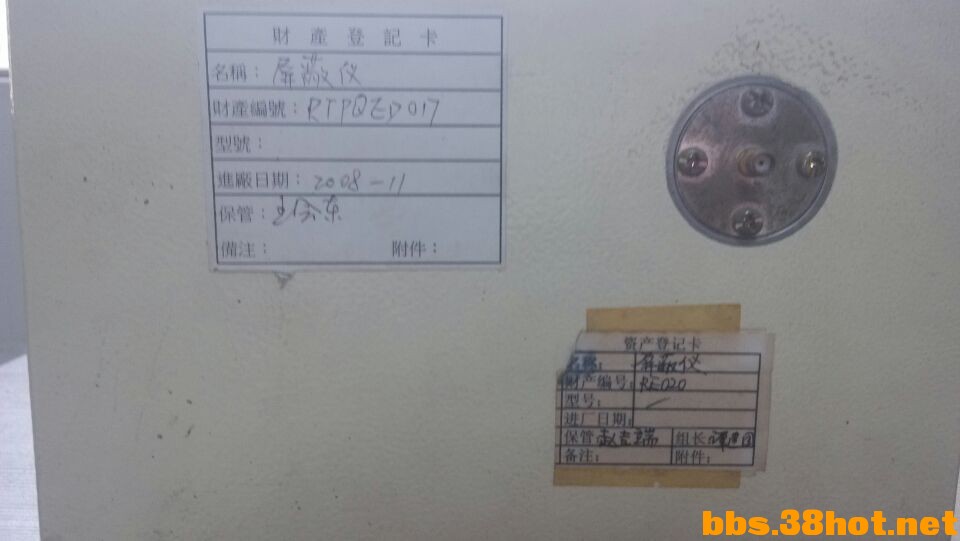 財產登記卡
名稱：屏蔽仪
財產編號：RTPQED017
型號：
進廠日期：2008-11
保管：
備注： 附件：
资产登记卡
名称：屏蔽仪
财产编号：RE020
型号：
进厂日期：
保管 组长
备注： 附件：
bbs.38hot.net